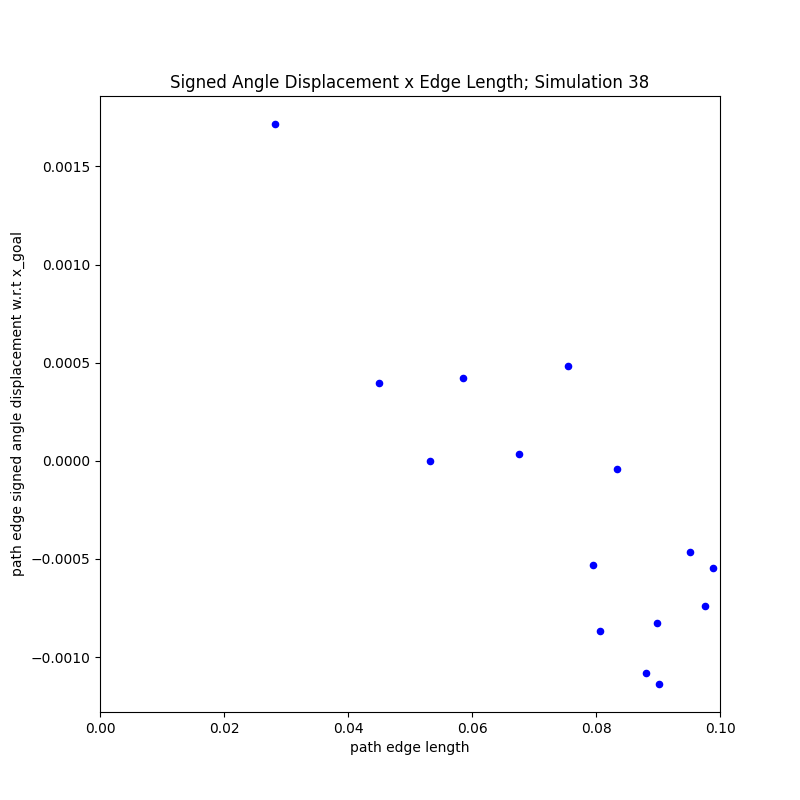 Signed Angle Displacement x Edge Length; Simulation 38
path edge signed angle displacement w.r.t x_goal
0.0015
0.0010
0.0005
0.0000
−0.0005
−0.0010
0.00 0.02 0.04 0.06 0.08 0.10
path edge length